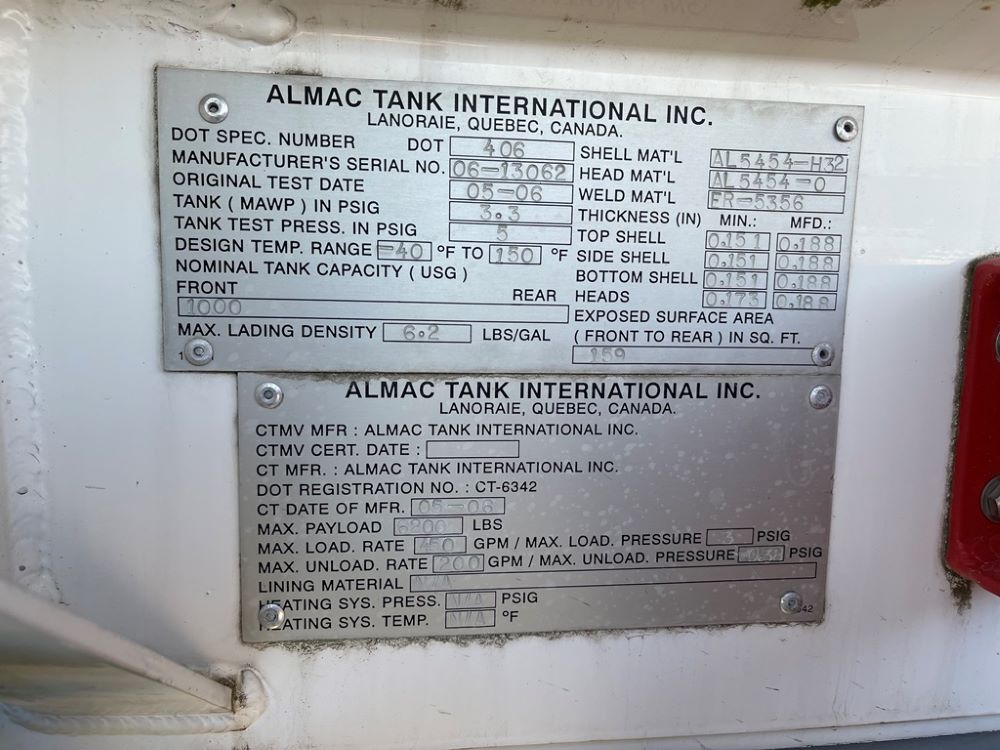 ALMAC TANK INTERNATIONAL INC.
LANORAIE, QUEBEC, CANADA.
DOT SPEC. NUMBER DOT 406
MANUFACTURER'S SERIAL NO. 06-13062
ORIGINAL TEST DATE 05-06
TANK ( MAWP ) IN PSIG 3.3
TANK TEST PRESS. IN PSIG 5
DESIGN TEMP. RANGE -40 °F TO 150 °F
NOMINAL TANK CAPACITY ( USG )
FRONT REAR
1000
MAX. LADING DENSITY 6.2 LBS/GAL
SHELL MAT'L AL5454-H32
HEAD MAT'L AL5454-0
WELD MAT'L ER-5356
THICKNESS (IN) MIN.: MFD.:
TOP SHELL 0.151 0.188
SIDE SHELL 0.151 0.188
BOTTOM SHELL 0.151 0.188
HEADS 0.173 0.188
EXPOSED SURFACE AREA
( FRONT TO REAR ) IN SQ. FT.
159
ALMAC TANK INTERNATIONAL INC.
LANORAIE, QUEBEC, CANADA.
CTMV MFR : ALMAC TANK INTERNATIONAL INC.
CTMV CERT. DATE :
CT MFR. : ALMAC TANK INTERNATIONAL INC.
DOT REGISTRATION NO. : CT-6342
CT DATE OF MFR. 05-06
MAX. PAYLOAD 6200 LBS
MAX. LOAD. RATE 450 GPM / MAX. LOAD. PRESSURE 3 PSIG
MAX. UNLOAD. RATE 200 GPM / MAX. UNLOAD. PRESSURE PSIG
LINING MATERIAL N/A
HEATING SYS. PRESS. N/A PSIG
HEATING SYS. TEMP. N/A °F